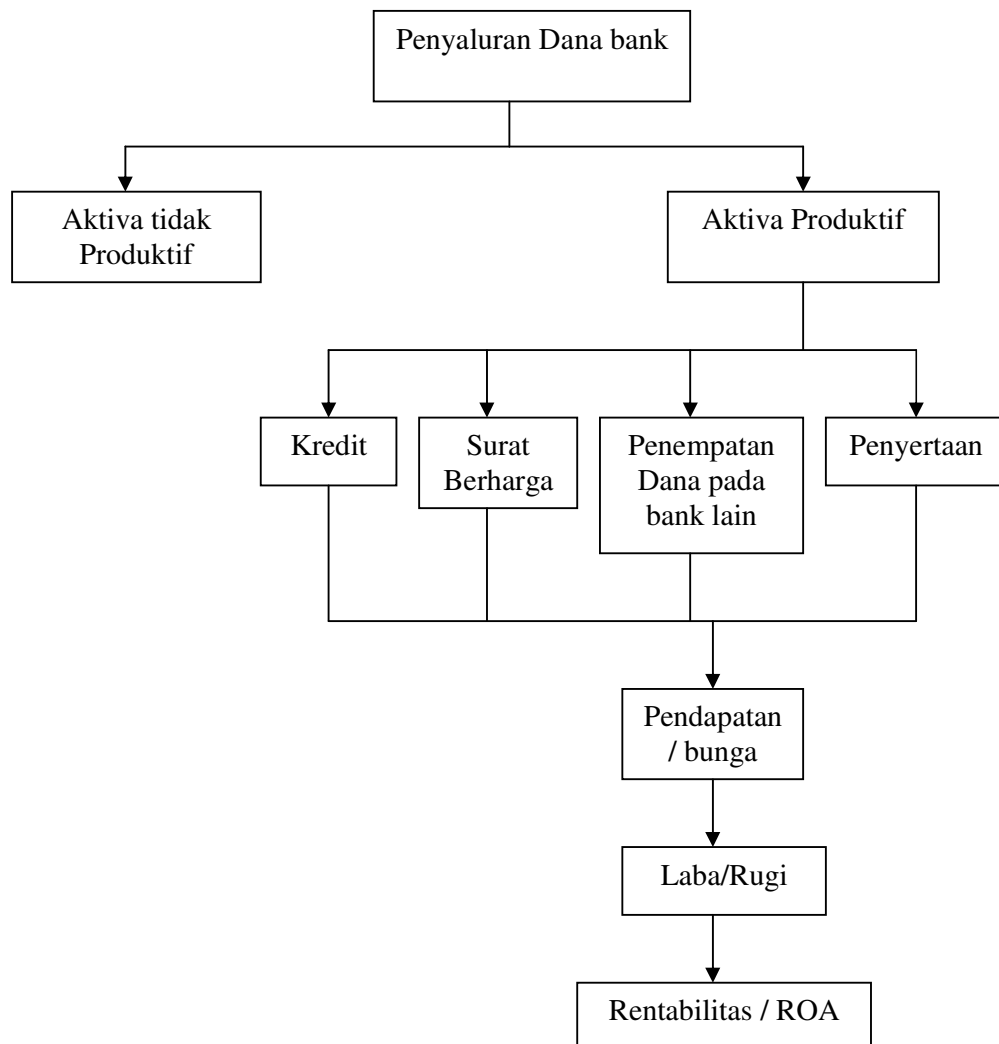 Penyaluran Dana bank
Aktiva tidak
Produktif
Aktiva Produktif
Kredit
Surat
Berharga
Penempatan
Dana pada
bank lain
Penyertaan
Pendapatan
/ bunga
Laba/Rugi
Rentabilitas / ROA